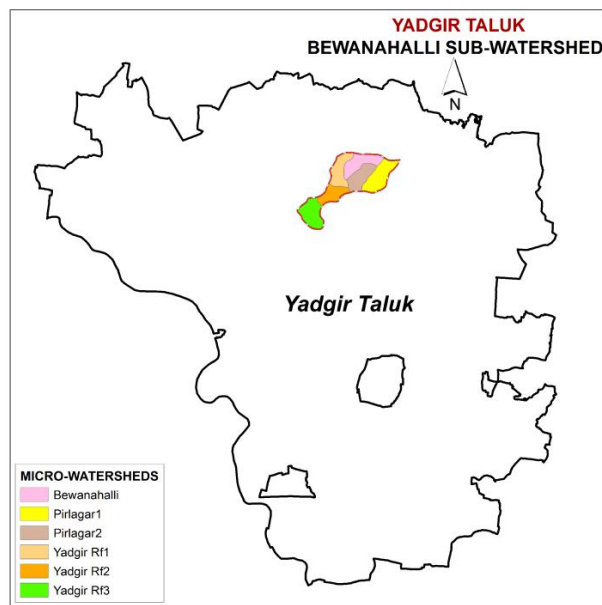 YADGIR TALUK
BEWANAHALLI SUB-WATERSHED
N
Yadgir Taluk
MICRO-WATERSHEDS
Bewanahalli
Pirlagar1
Pirlagar2
Yadgir Rf1
Yadgir Rf2
Yadgir Rf3